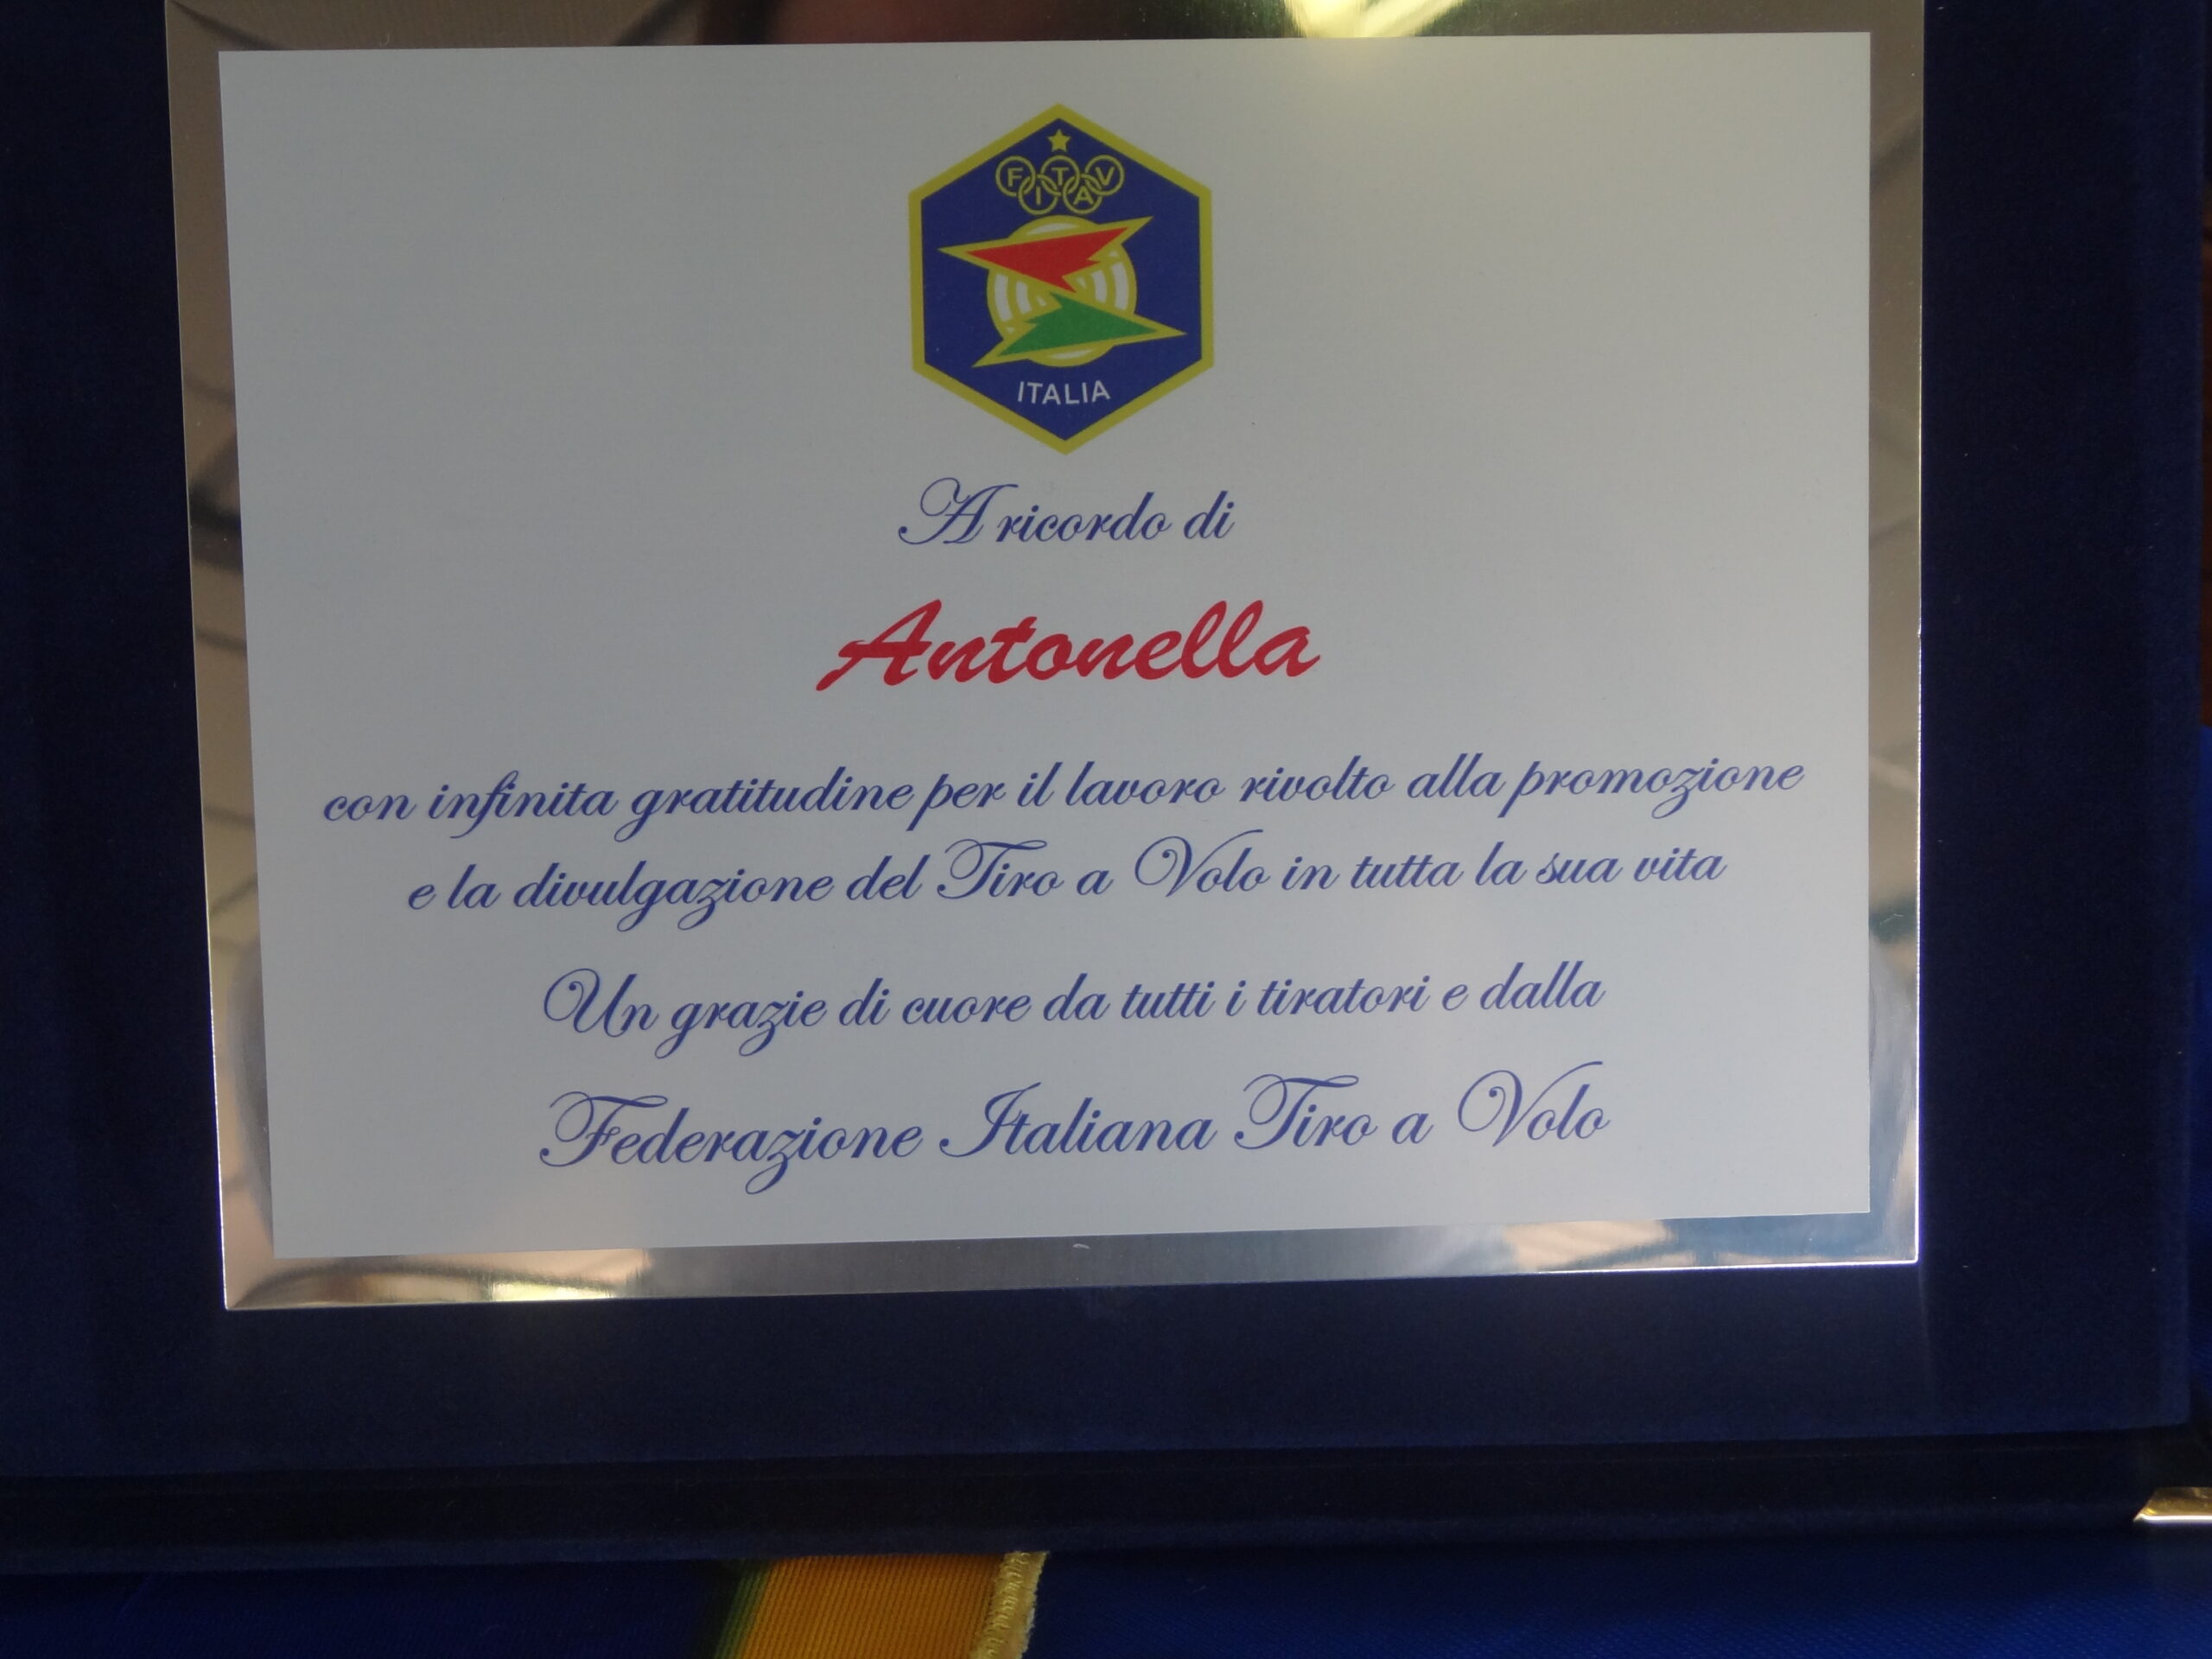 FITAV
ITALIA
A ricordo di
Antonella
con infinita gratitudine per il lavoro rivolto alla promozione
e la divulgazione del Tiro a Volo in tutta la sua vita
Un grazie di cuore da tutti i tiratori e dalla
Federazione Italiana Tiro a Volo